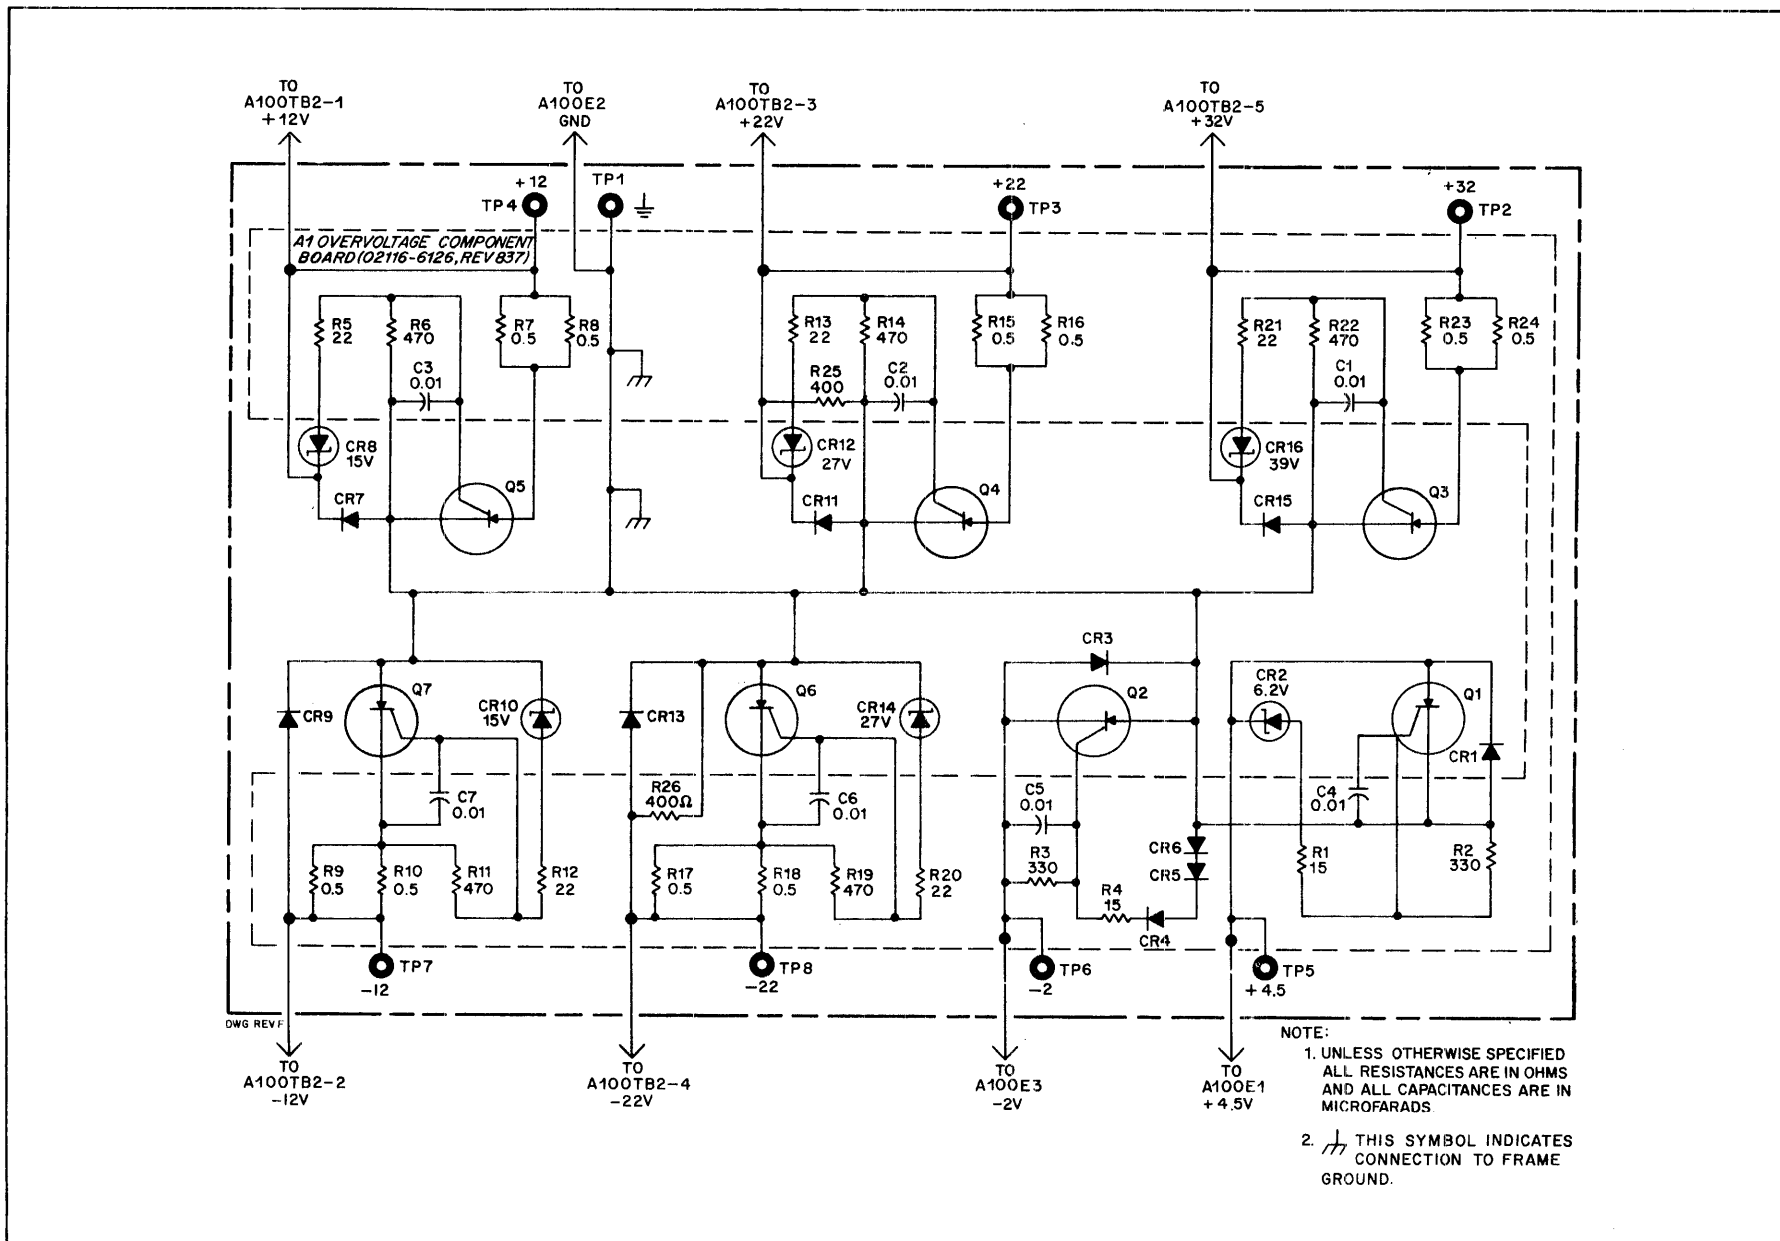 TO
A100TB2-1
+12V
TO
A100E2
GND
TO
A100TB2-3
+22V
TO
A100TB2-5
+32V
+12
TP4
TP1
+22
TP3
+32
TP2
A1 OVERVOLTAGE COMPONENT
BOARD (02116-6126, REV 837)
R5
22
R6
470
R7
0.5
R8
0.5
C3
0.01
R13
22
R14
470
R15
0.5
R16
0.5
R25
400
C2
0.01
R21
22
R22
470
R23
0.5
R24
0.5
C1
0.01
CR8
15V
CR7
Q5
CR12
27V
CR11
Q4
CR16
39V
CR15
Q3
CR9
Q7
CR10
15V
CR13
Q6
CR14
27V
CR3
Q2
CR2
6.2V
Q1
CR1
C7
0.01
R26
400Ω
C6
0.01
C5
0.01
C4
0.01
R9
0.5
R10
0.5
R11
470
R12
22
R17
0.5
R18
0.5
R19
470
R20
22
R3
330
R4
15
CR6
CR5
CR4
R1
15
R2
330
TP7
-12
TP8
-22
TP6
-2
TP5
+4.5
DWG REV F
TO
A100TB2-2
-12V
TO
A100TB2-4
-22V
TO
A100E3
-2V
TO
A100E1
+4.5V
NOTE:
1. UNLESS OTHERWISE SPECIFIED
ALL RESISTANCES ARE IN OHMS
AND ALL CAPACITANCES ARE IN
MICROFARADS.
2. THIS SYMBOL INDICATES
CONNECTION TO FRAME
GROUND.